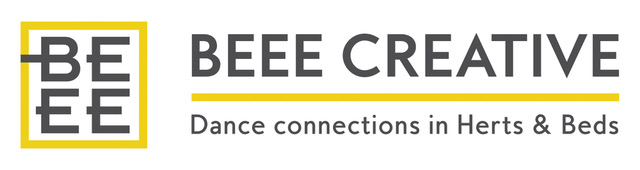 BE
EE
BEEE CREATIVE
Dance connections in Herts & Beds